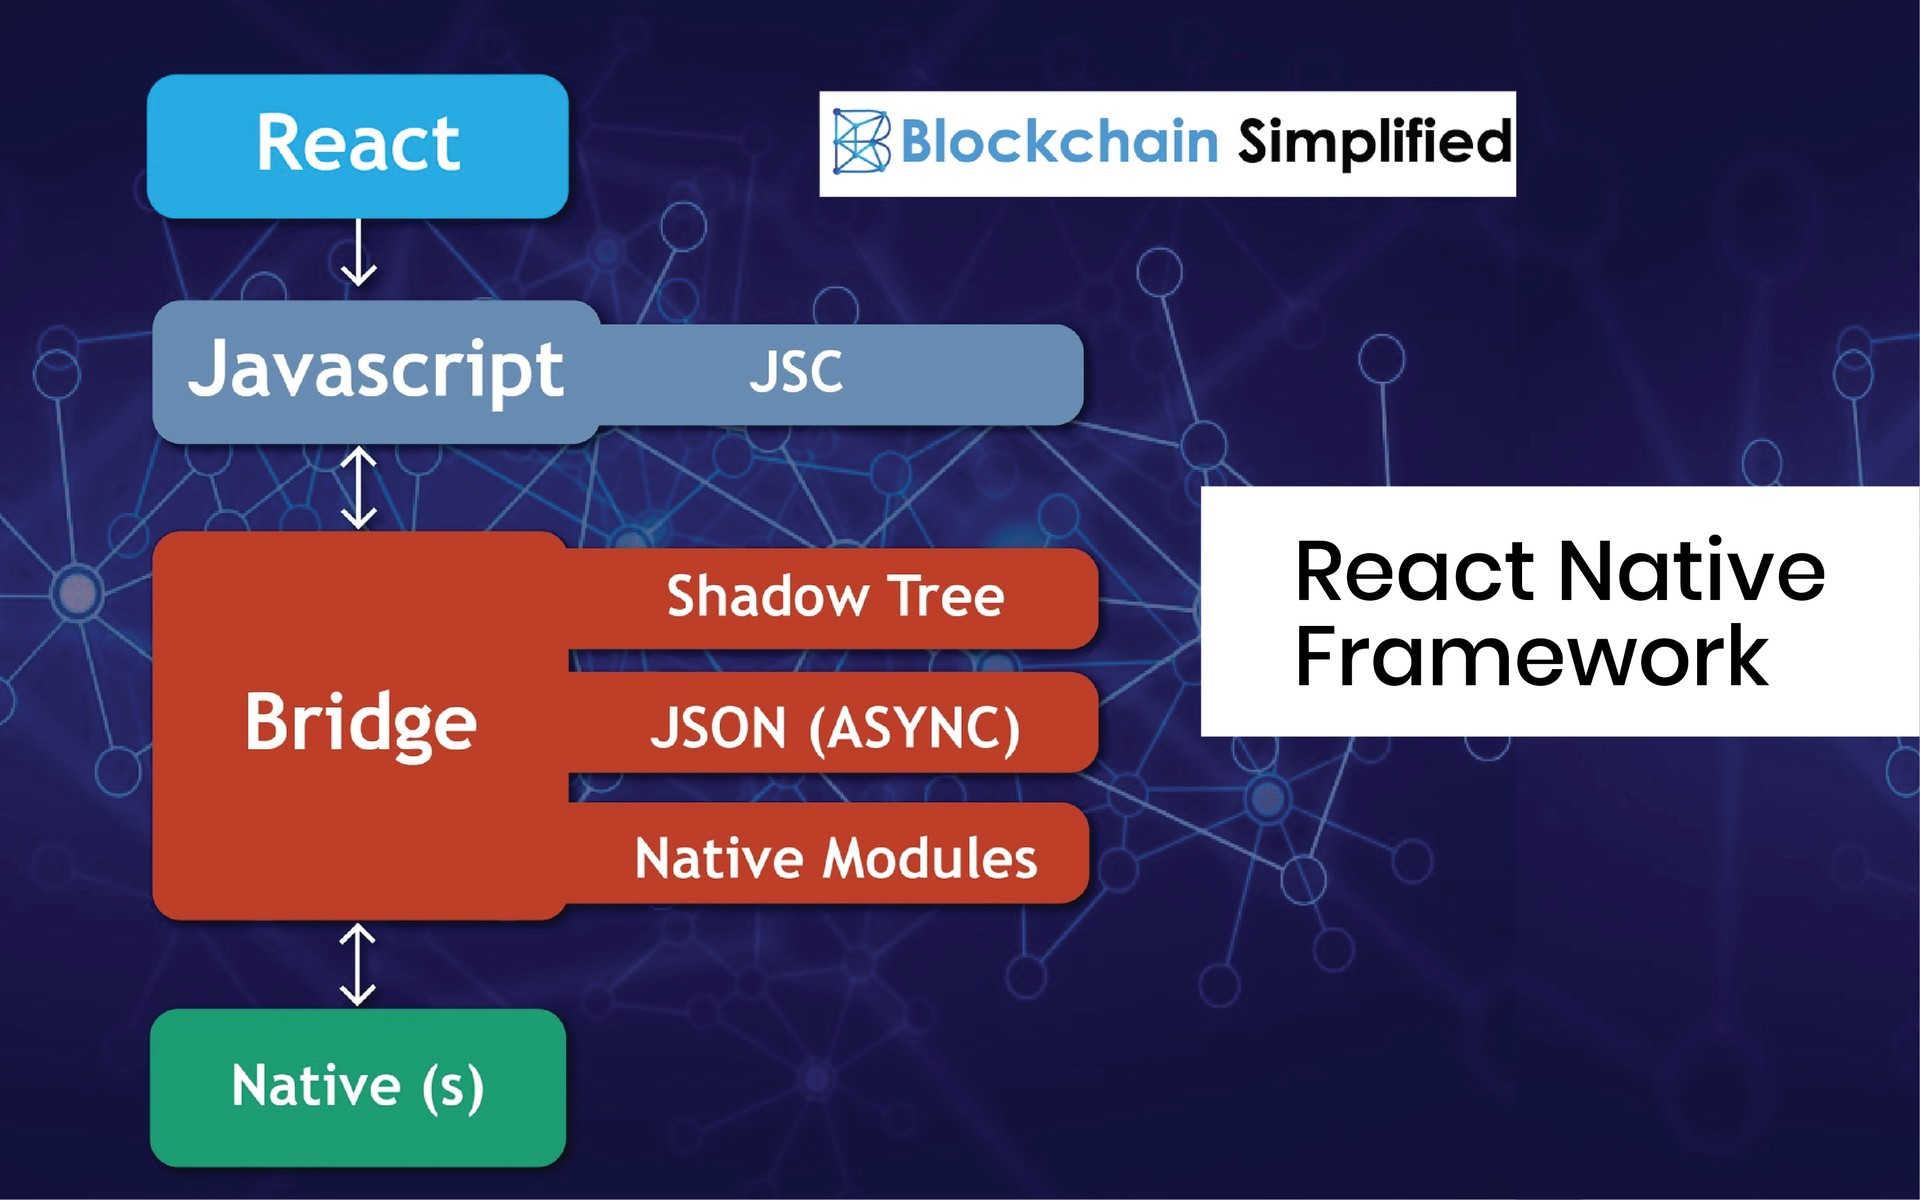 React
Blockchain Simplified
Javascript
JSC
React Native
Framework
Shadow Tree
Bridge
JSON (ASYNC)
Native Modules
Native (s)